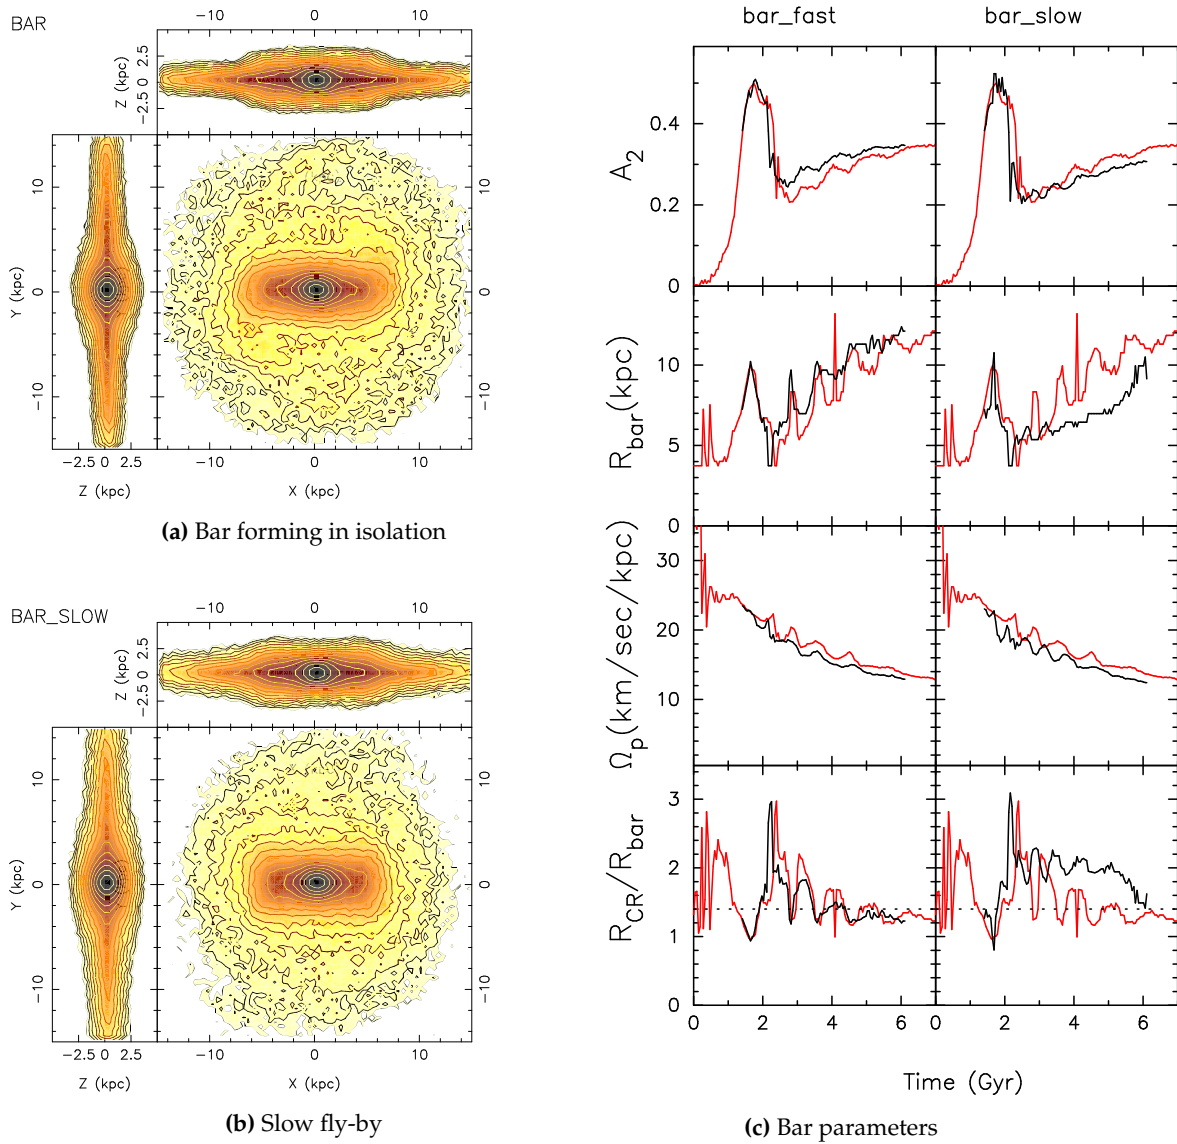 BAR
−10 0 10
Z (kpc)
−2.5 0 2.5
Y (kpc)
−10 0 10
−10 0 10
−2.5 0 2.5
−10 0 10
Z (kpc)
X (kpc)
(a) Bar forming in isolation
BAR_SLOW
−10 0 10
Z (kpc)
−2.5 0 2.5
Y (kpc)
−10 0 10
−10 0 10
−2.5 0 2.5
−10 0 10
Z (kpc)
X (kpc)
(b) Slow fly-by
bar_fast
bar_slow
A2
0.4
0.2
0
Rbar(kpc)
10
5
0
Ωp(km/sec/kpc)
30
20
10
RCR/Rbar
3
2
1
0
0 2 4 6
0 2 4 6
Time (Gyr)
(c) Bar parameters